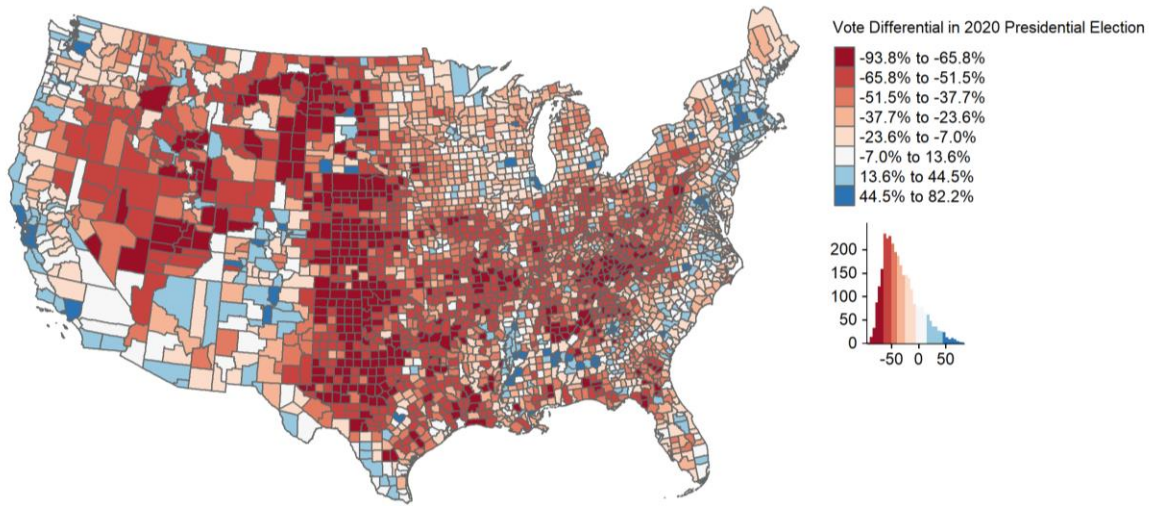 Vote Differential in 2020 Presidential Election
-93.8% to -65.8%
-65.8% to -51.5%
-51.5% to -37.7%
-37.7% to -23.6%
-23.6% to -7.0%
-7.0% to 13.6%
13.6% to 44.5%
44.5% to 82.2%
200
150
100
50
0
-50 0 50